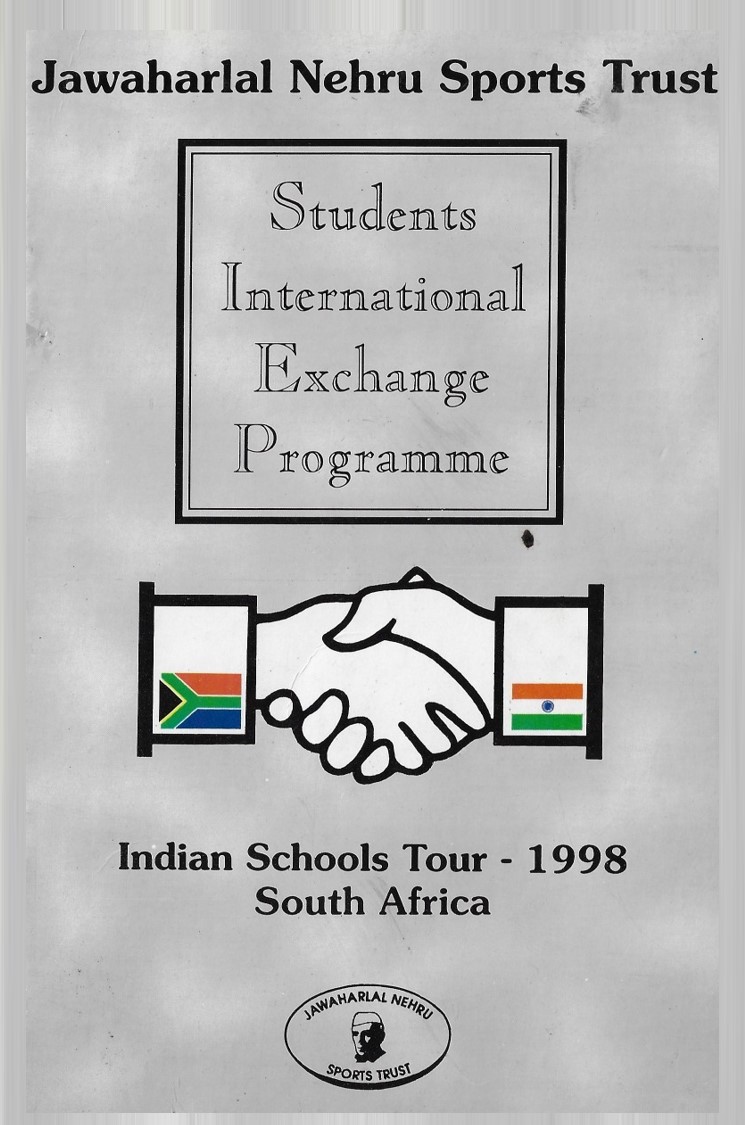 Jawaharlal Nehru Sports Trust
Students
International
Exchange
Programme
Indian Schools Tour - 1998
South Africa
JAWAHARLAL NEHRU
SPORTS TRUST